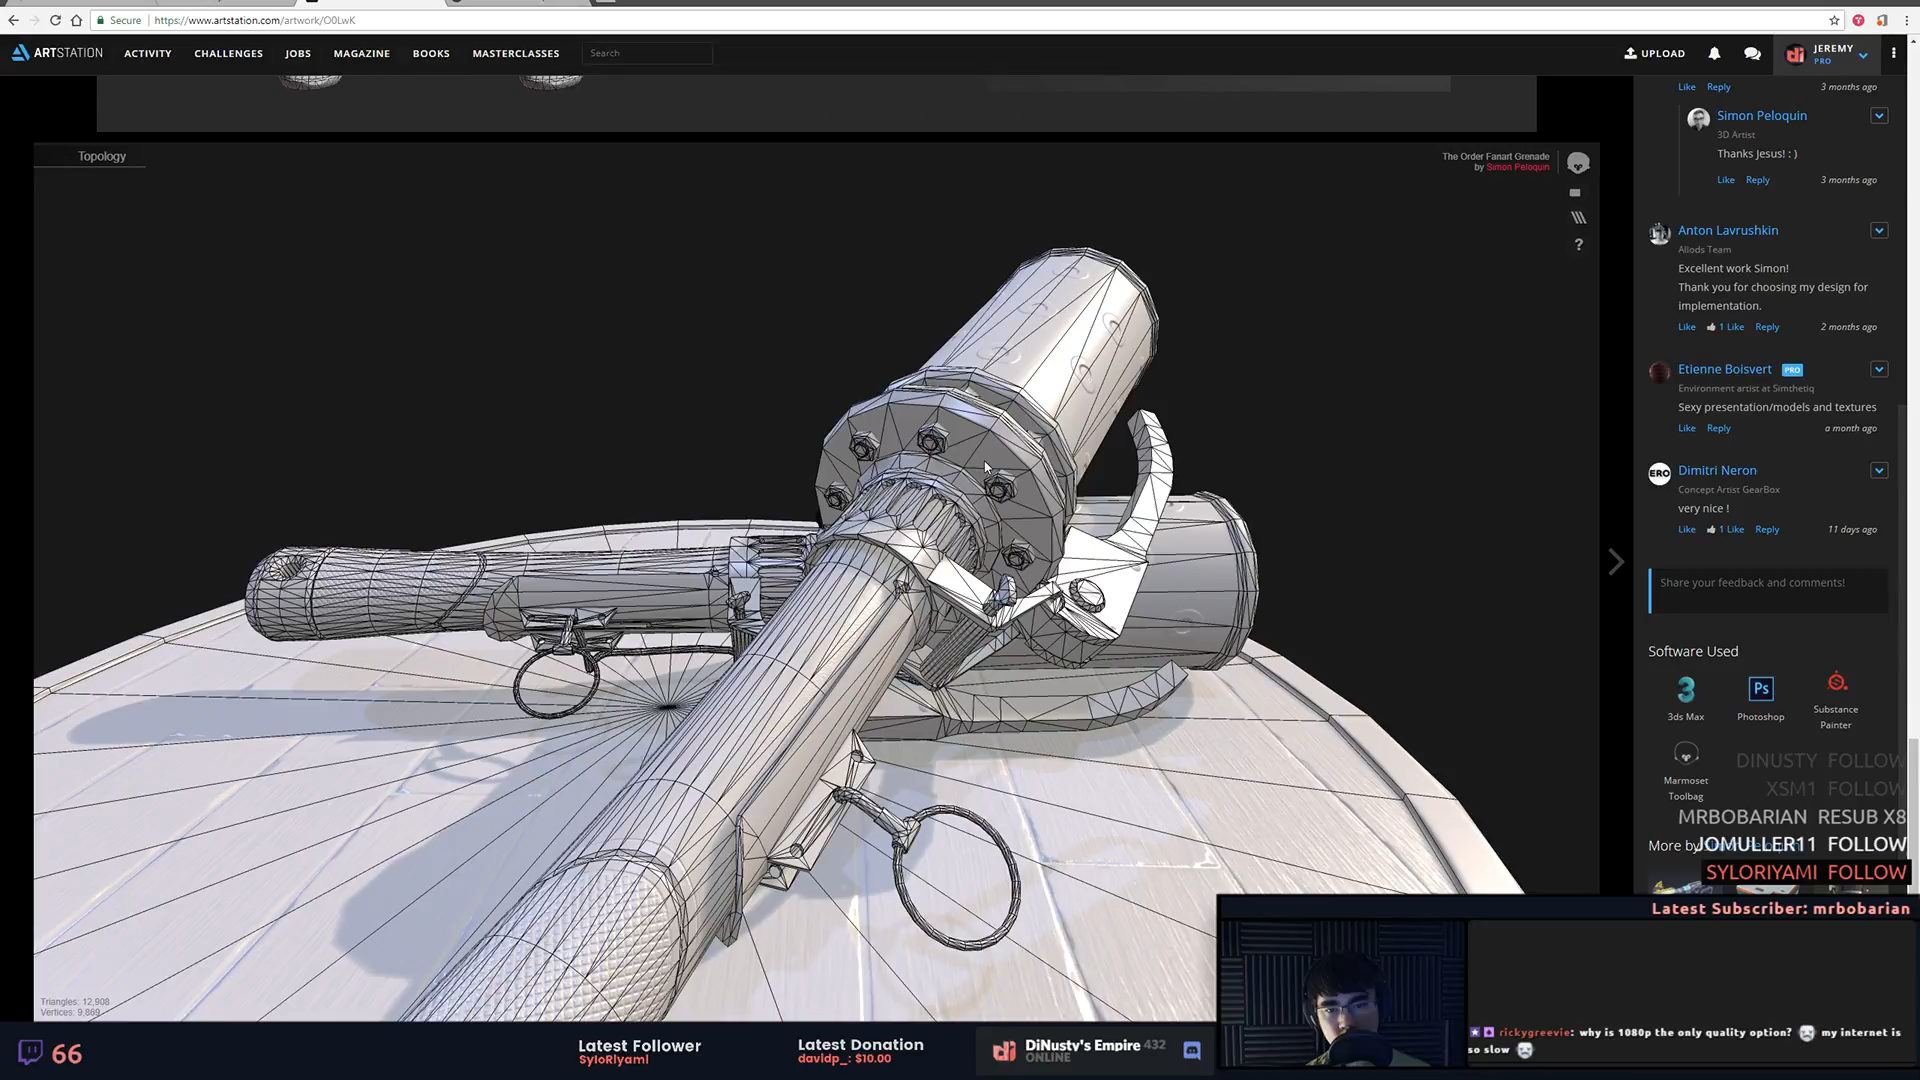 Secure
https://www.artstation.com/artwork/O0LwK
ARTSTATION
ACTIVITY
CHALLENGES
JOBS
MAGAZINE
BOOKS
MASTERCLASSES
Search
UPLOAD
JEREMY
PRO
Topology
The Order Fanart Grenade
by Simon Peloquin
?
Triangles: 12,908
Vertices: 9,869
Like Reply 3 months ago
Simon Peloquin
3D Artist
Thanks Jesus! : )
Like Reply 3 months ago
Anton Lavrushkin
Allods Team
Excellent work Simon!
Thank you for choosing my design for
implementation.
Like 1 Like Reply 2 months ago
Etienne Boisvert PRO
Environment artist at Simthetiq
Sexy presentation/models and textures
Like Reply a month ago
ERO
Dimitri Neron
Concept Artist GearBox
very nice !
Like 1 Like Reply 11 days ago
Share your feedback and comments!
Software Used
3ds Max
Ps
Photoshop
Substance
Painter
Marmoset
Toolbag
DINUSTY FOLLOW
XSM1 FOLLOW
MRBOBARIAN RESUB X8
More by
JOMULLER11 FOLLOW
SYLORIYAMI FOLLOW
Latest Subscriber: mrbobarian
rickygreevie: why is 1080p the only quality option? my internet is
so slow
66
Latest Follower
SyloRIyamI
Latest Donation
davidp_: $10.00
di
DiNusty's Empire 432
ONLINE